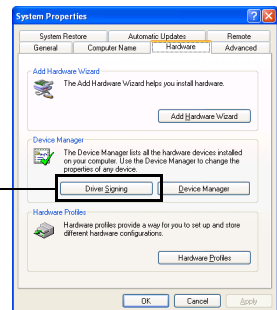 System Properties
System Restore Automatic Updates Remote
General Computer Name Hardware Advanced
Add Hardware Wizard
The Add Hardware Wizard helps you install hardware.
Add Hardware Wizard
Device Manager
The Device Manager lists all the hardware devices installed
on your computer. Use the Device Manager to change the
properties of any device.
Driver Signing Device Manager
Hardware Profiles
Hardware profiles provide a way for you to set up and store
different hardware configurations.
Hardware Profiles
OK Cancel Apply